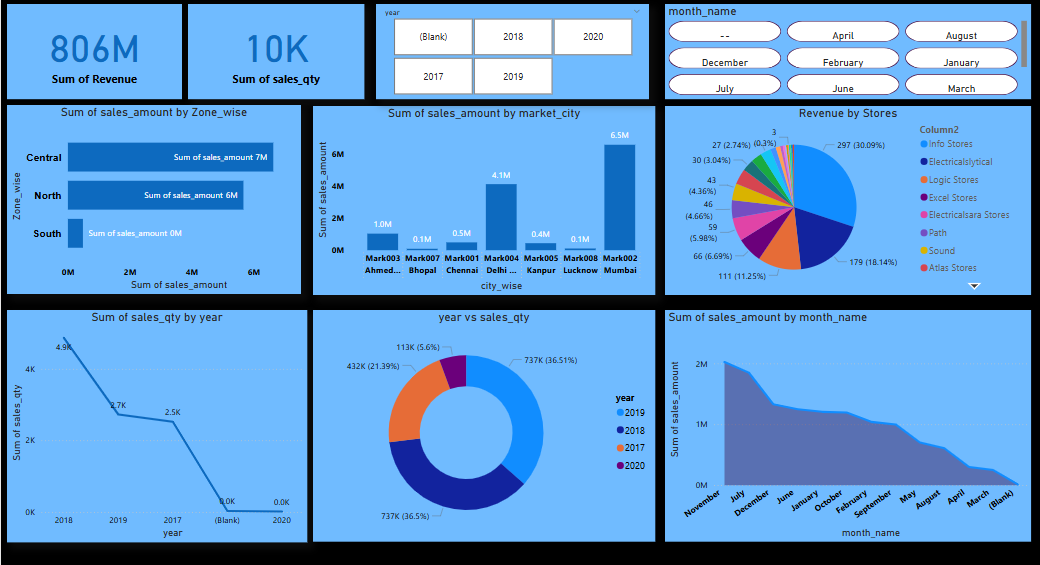 806M
Sum of Revenue
10K
Sum of sales_qty
year
(Blank)
2018
2020
2017
2019
month_name
--
April
August
December
February
January
July
June
March
Sum of sales_amount by Zone_wise
Zone_wise
Central
Sum of sales_amount 7M
North
Sum of sales_amount 6M
South
Sum of sales_amount 0M
0M 2M 4M 6M
Sum of sales_amount
Sum of sales_amount by market_city
Sum of sales_amount
6M
4M
2M
0M
1.0M
0.1M
0.5M
4.1M
0.4M
0.1M
6.5M
Mark003 Mark007 Mark001 Mark004 Mark005 Mark008 Mark002
Ahmed... Bhopal Chennai Delhi ... Kanpur Lucknow Mumbai
city_wise
Revenue by Stores
3
(0.3%)
27 (2.74%)
30 (3.04%)
43
(4.36%)
46
(4.66%)
59
(5.98%)
66 (6.69%)
111 (11.25%)
179 (18.14%)
297 (30.09%)
Column2
Info Stores
Electricalslytical
Logic Stores
Excel Stores
Electricalsara Stores
Path
Sound
Atlas Stores
Sum of sales_qty by year
Sum of sales_qty
4K
2K
0K
4.9K
2.7K
2.5K
0.0K
0.0K
2018 2019 2017 (Blank) 2020
year
year vs sales_qty
113K (5.6%)
432K (21.39%)
737K (36.51%)
737K (36.5%)
year
2019
2018
2017
2020
Sum of sales_amount by month_name
Sum of sales_amount
2M
1M
0M
November July December June January October February September May August April March (Blank)
month_name